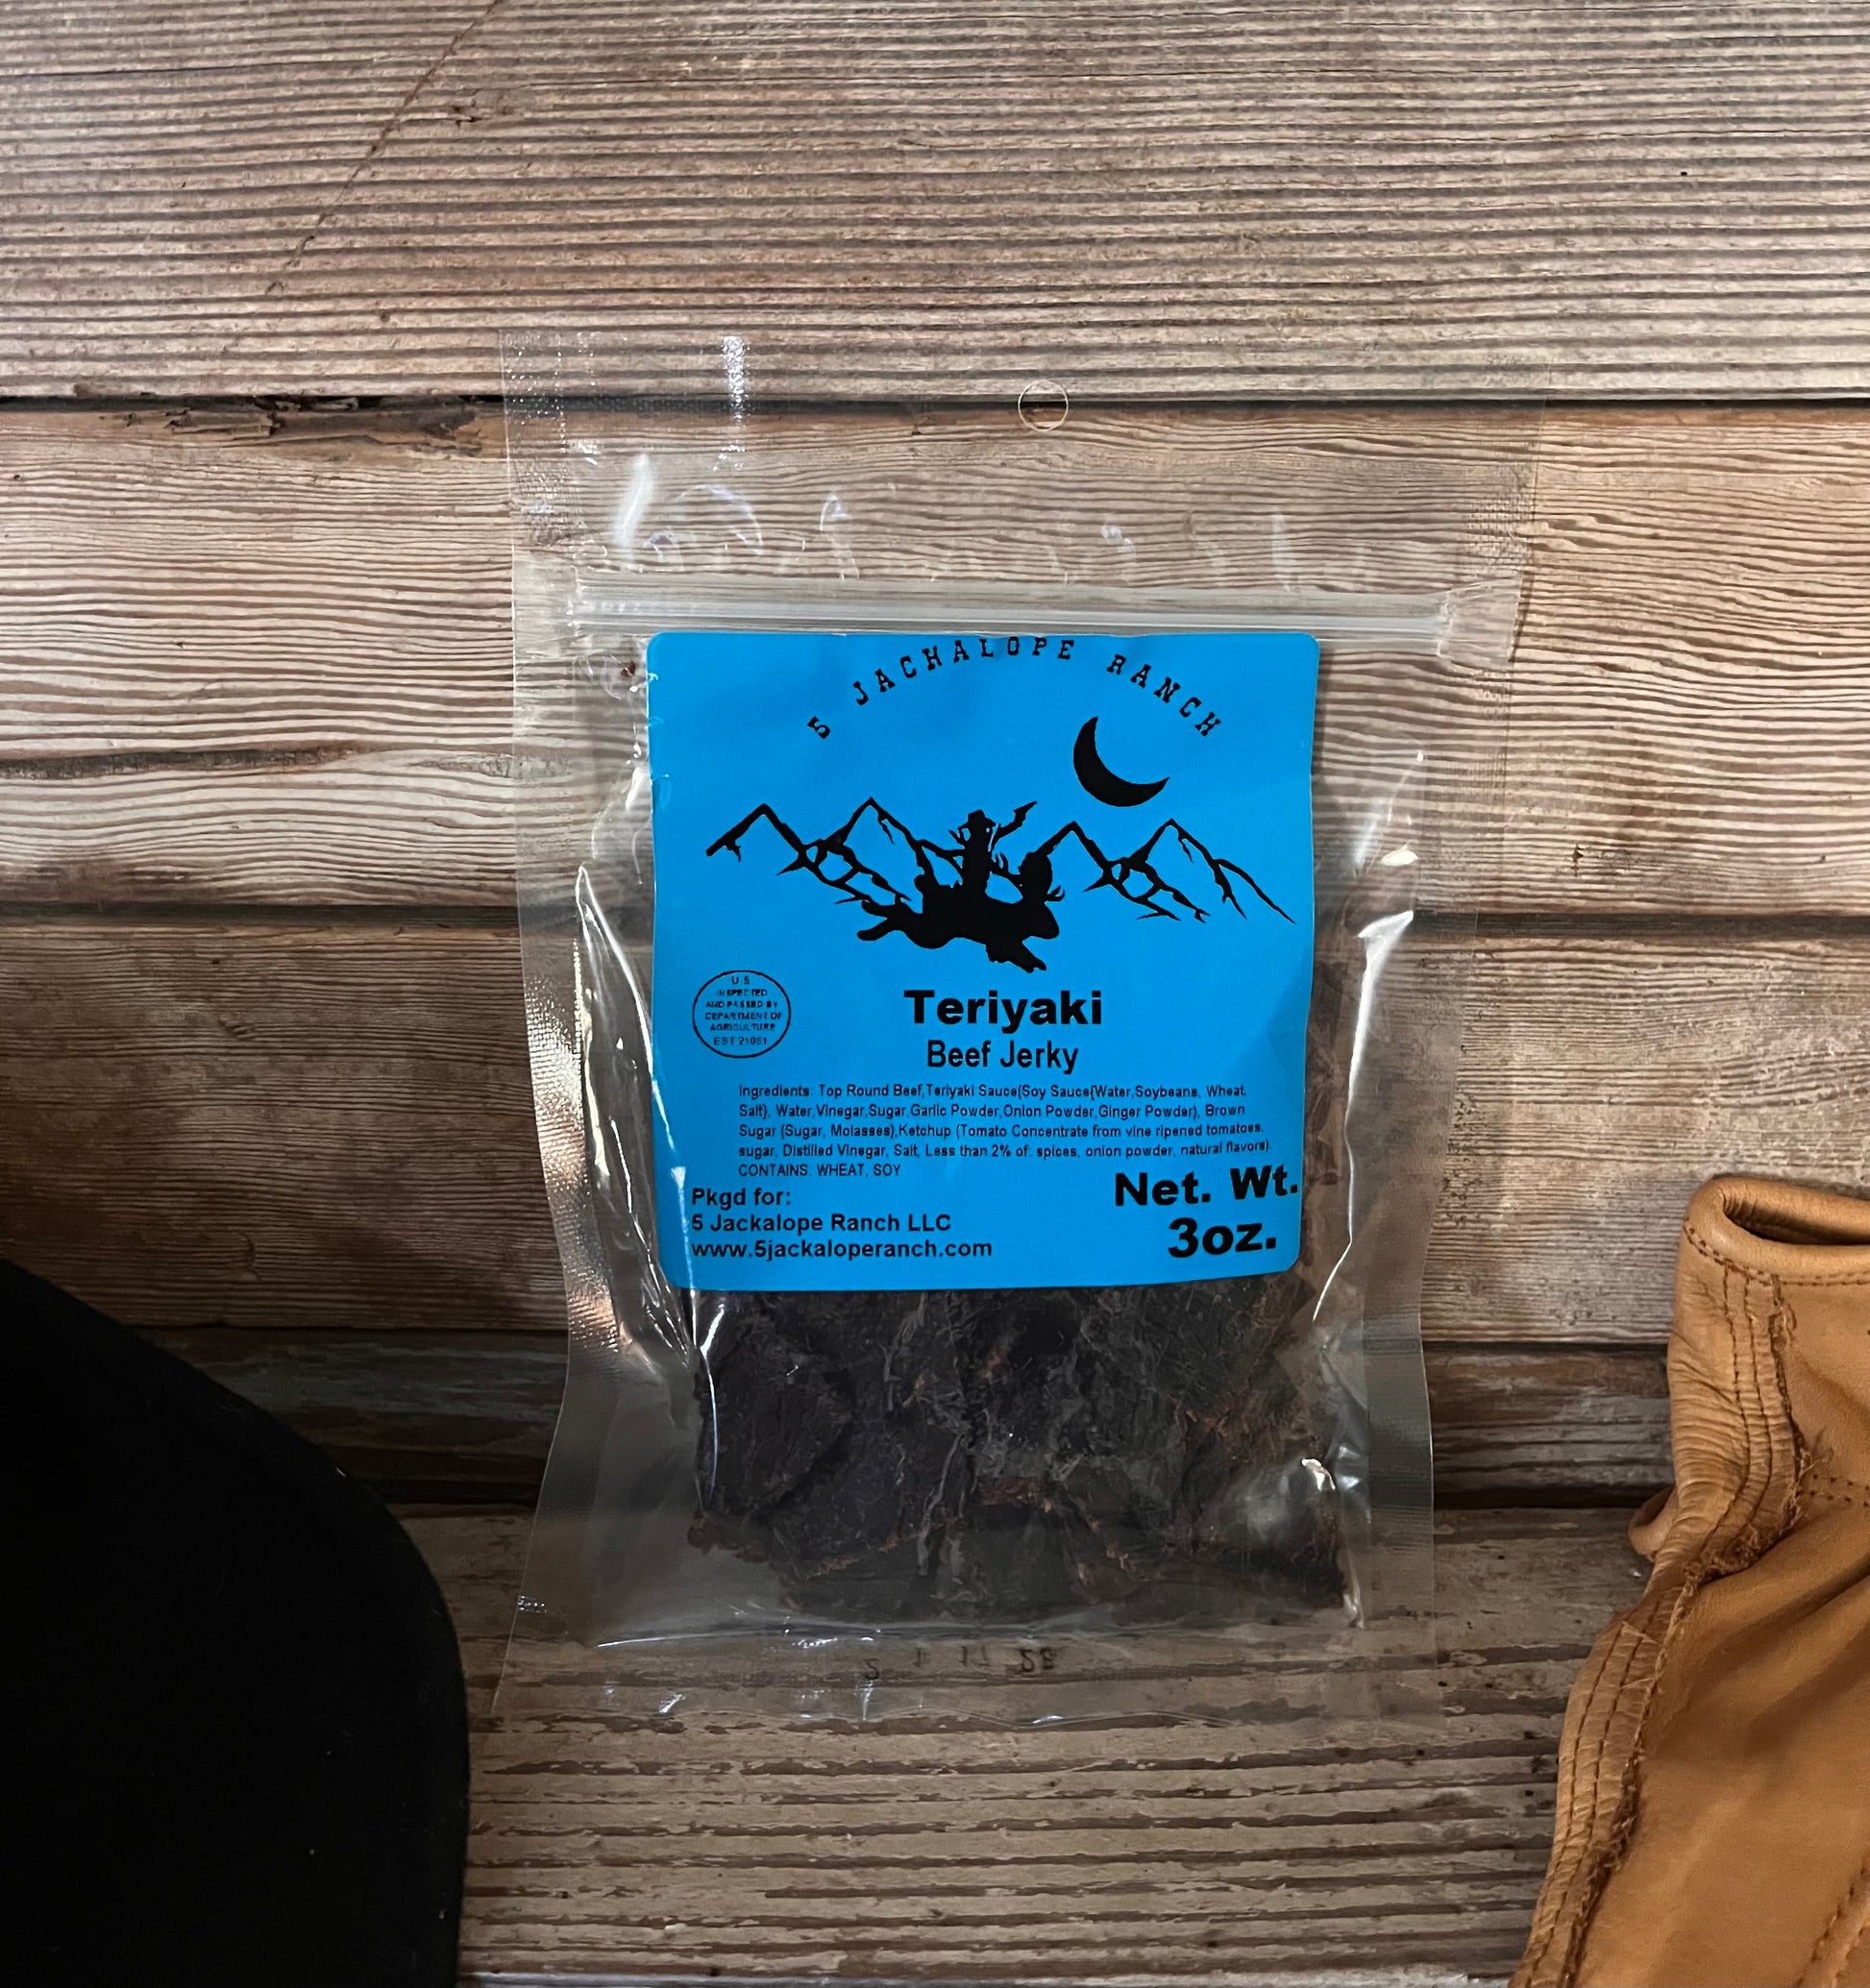 5 JACKALOPE RANCH
U.S
INSPECTED
AND PASSED BY
DEPARTMENT OF
AGRICULTURE
Teriyaki
Beef Jerky
Ingredients: Top Round Beef,Teriyaki Sauce(Soy Sauce{Water,Soybeans, Wheat,
Salt}, Water,Vinegar,Sugar,Garlic Powder,Onion Powder,Ginger Powder), Brown
Sugar (Sugar, Molasses),Ketchup (Tomato Concentrate from vine ripened tomatoes,
sugar, Distilled Vinegar, Salt, Less than 2% of: spices, onion powder, natural flavors).
CONTAINS: WHEAT, SOY
Pkgd for:
5 Jackalope Ranch LLC
www.5jackaloperanch.com
Net. Wt.
3oz.